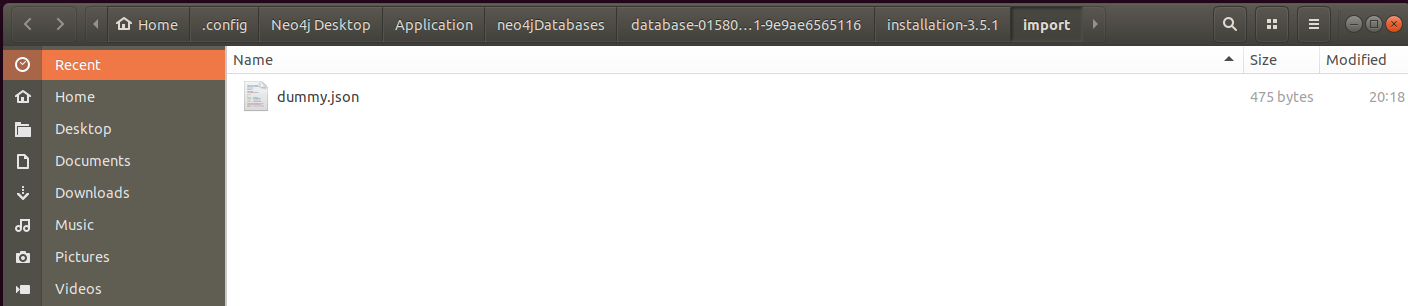 Home .config Neo4j Desktop Application neo4jDatabases database-01580…1-9e9ae6565116 installation-3.5.1 import
Recent
Home
Desktop
Documents
Downloads
Music
Pictures
Videos
Name Size Modified
dummy.json 475 bytes 20:18